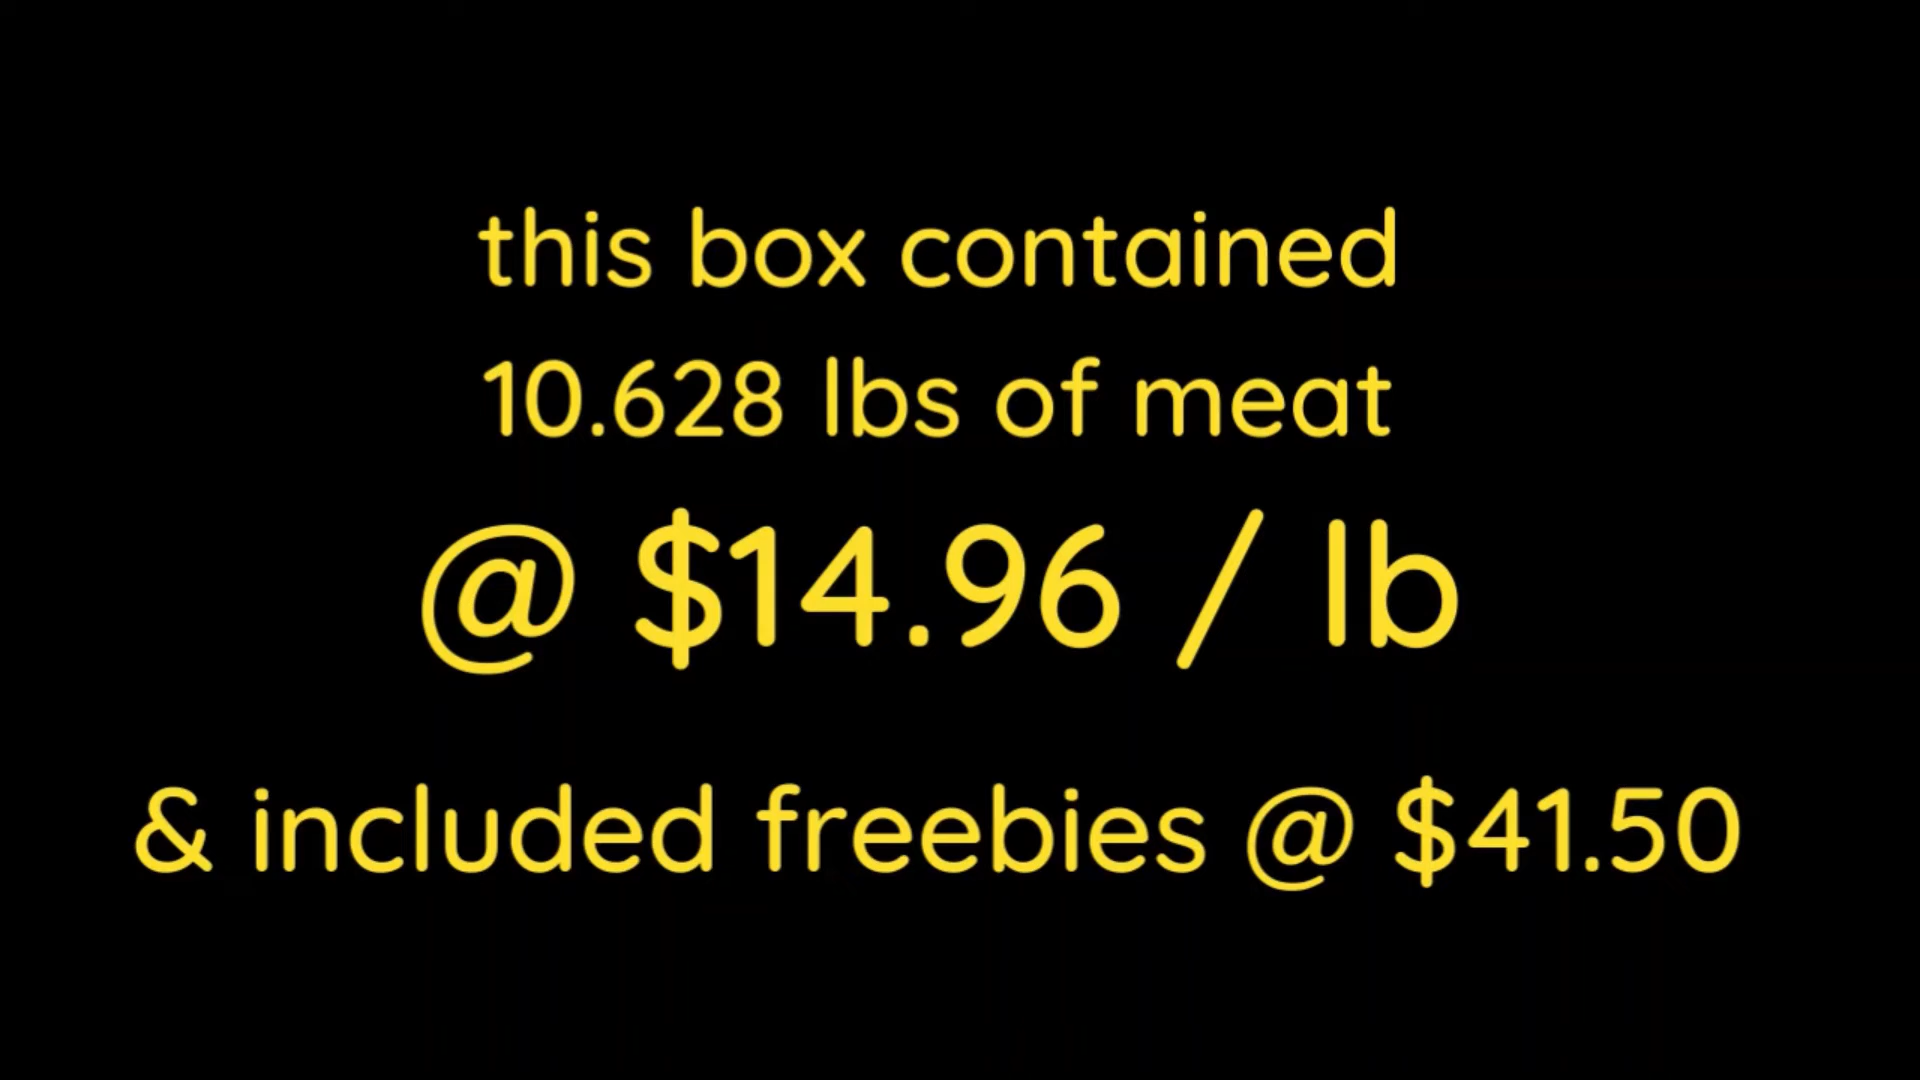 this box contained
10.628 lbs of meat
@ $14.96 / lb
& included freebies @ $41.50